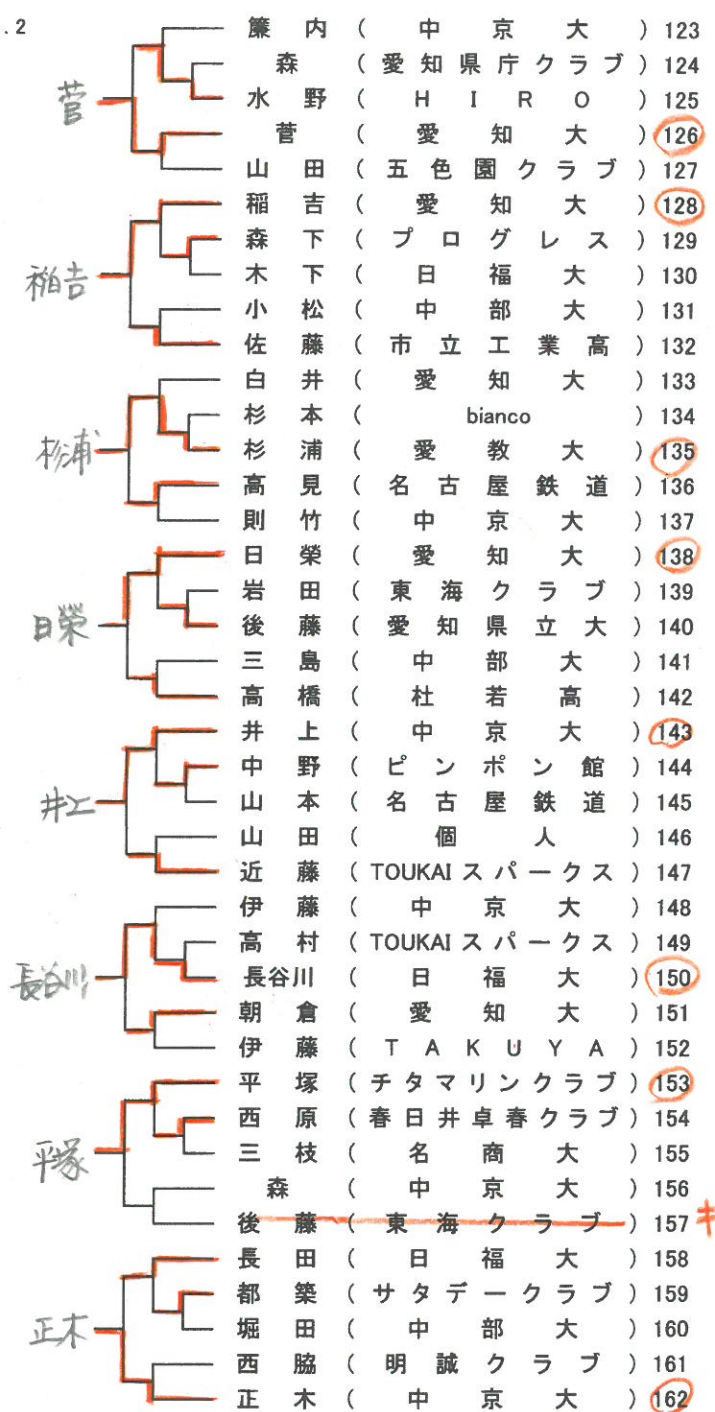 .2
簾内 (中京大) 123
森 (愛知県庁クラブ) 124
水野 (HIRO) 125
菅
菅 (愛知大) 126
山田 (五色園クラブ) 127
稲吉 (愛知大) 128
森下 (プログレス) 129
稲吉
木下 (日福大) 130
小松 (中部大) 131
佐藤 (市立工業高) 132
白井 (愛知大) 133
杉本 (bianco) 134
杉浦
杉浦 (愛教大) 135
高見 (名古屋鉄道) 136
則竹 (中京大) 137
日榮 (愛知大) 138
岩田 (東海クラブ) 139
日榮
後藤 (愛知県立大) 140
三島 (中部大) 141
高橋 (杜若高) 142
井上 (中京大) 143
中野 (ピンポン館) 144
井上
山本 (名古屋鉄道) 145
山田 (個人) 146
近藤 (TOUKAIスパークス) 147
伊藤 (中京大) 148
高村 (TOUKAIスパークス) 149
長谷川
長谷川 (日福大) 150
朝倉 (愛知大) 151
伊藤 (TAKUYA) 152
平塚 (チタマリンクラブ) 153
西原 (春日井卓春クラブ) 154
平塚
三枝 (名商大) 155
森 (中京大) 156
後藤 (東海クラブ) 157 キ
長田 (日福大) 158
都築 (サタデークラブ) 159
正木
堀田 (中部大) 160
西脇 (明誠クラブ) 161
正木 (中京大) 162